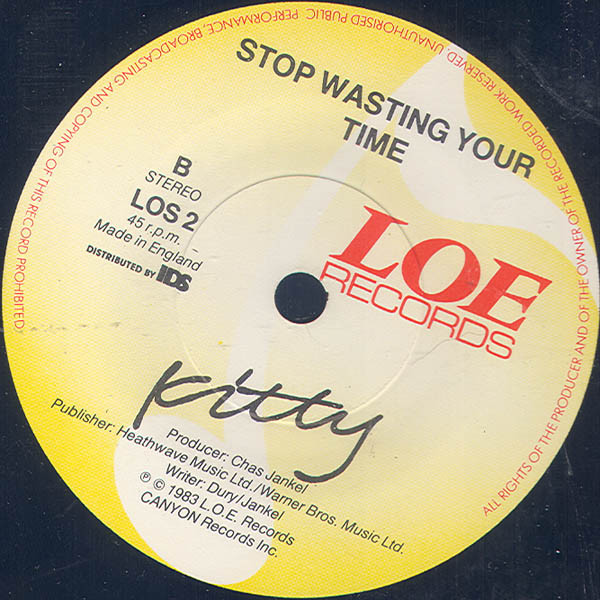 STOP WASTING YOUR
TIME
B
STEREO
LOS 2
45 r.p.m.
Made in England
DISTRIBUTED BY IDS
LOE
RECORDS
Kitty
Producer: Chas Jankel
Publisher: Heathwave Music Ltd./Warner Bros. Music Ltd.
Writer: Dury/Jankel
℗ © 1983 L.O.E. Records
CANYON Records Inc.
ALL RIGHTS OF THE PRODUCER AND OF THE OWNER OF THE RECORDED WORK RESERVED. UNAUTHORISED PUBLIC PERFORMANCE, BROADCASTING AND COPYING OF THIS RECORD PROHIBITED